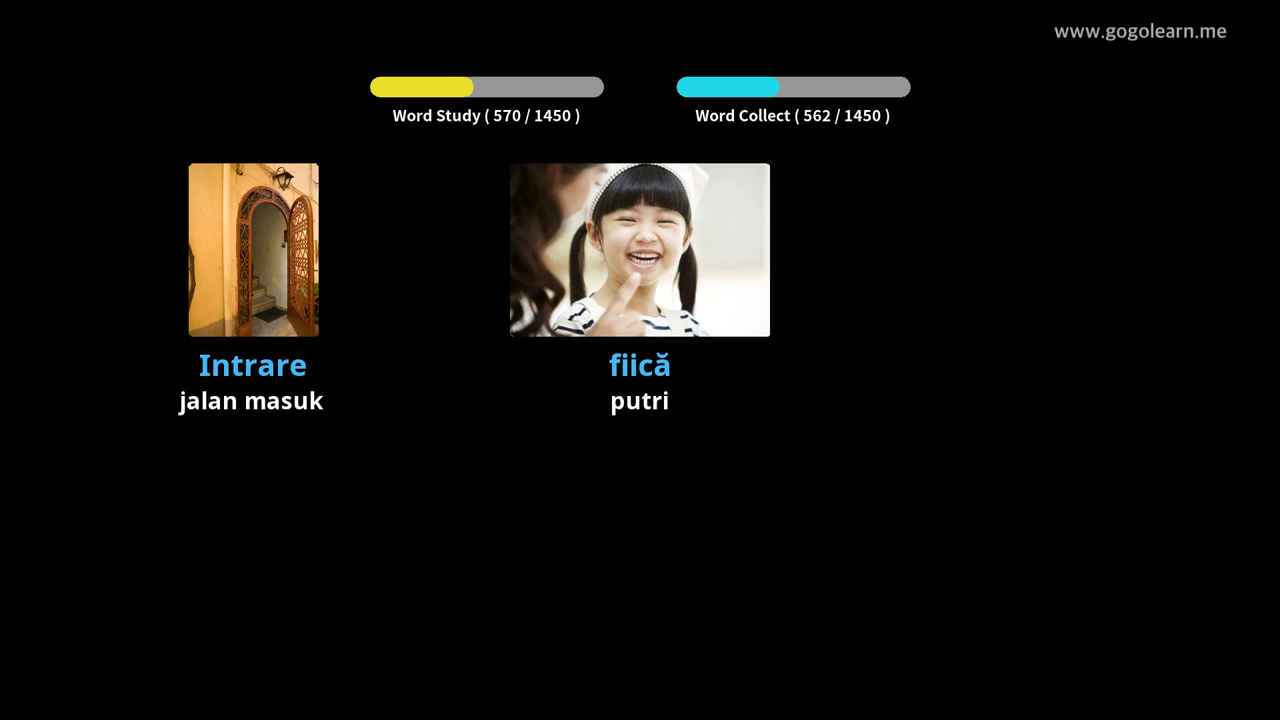 www.gogolearn.me
Word Study ( 570 / 1450 )
Word Collect ( 562 / 1450 )
Intrare
jalan masuk
fiică
putri